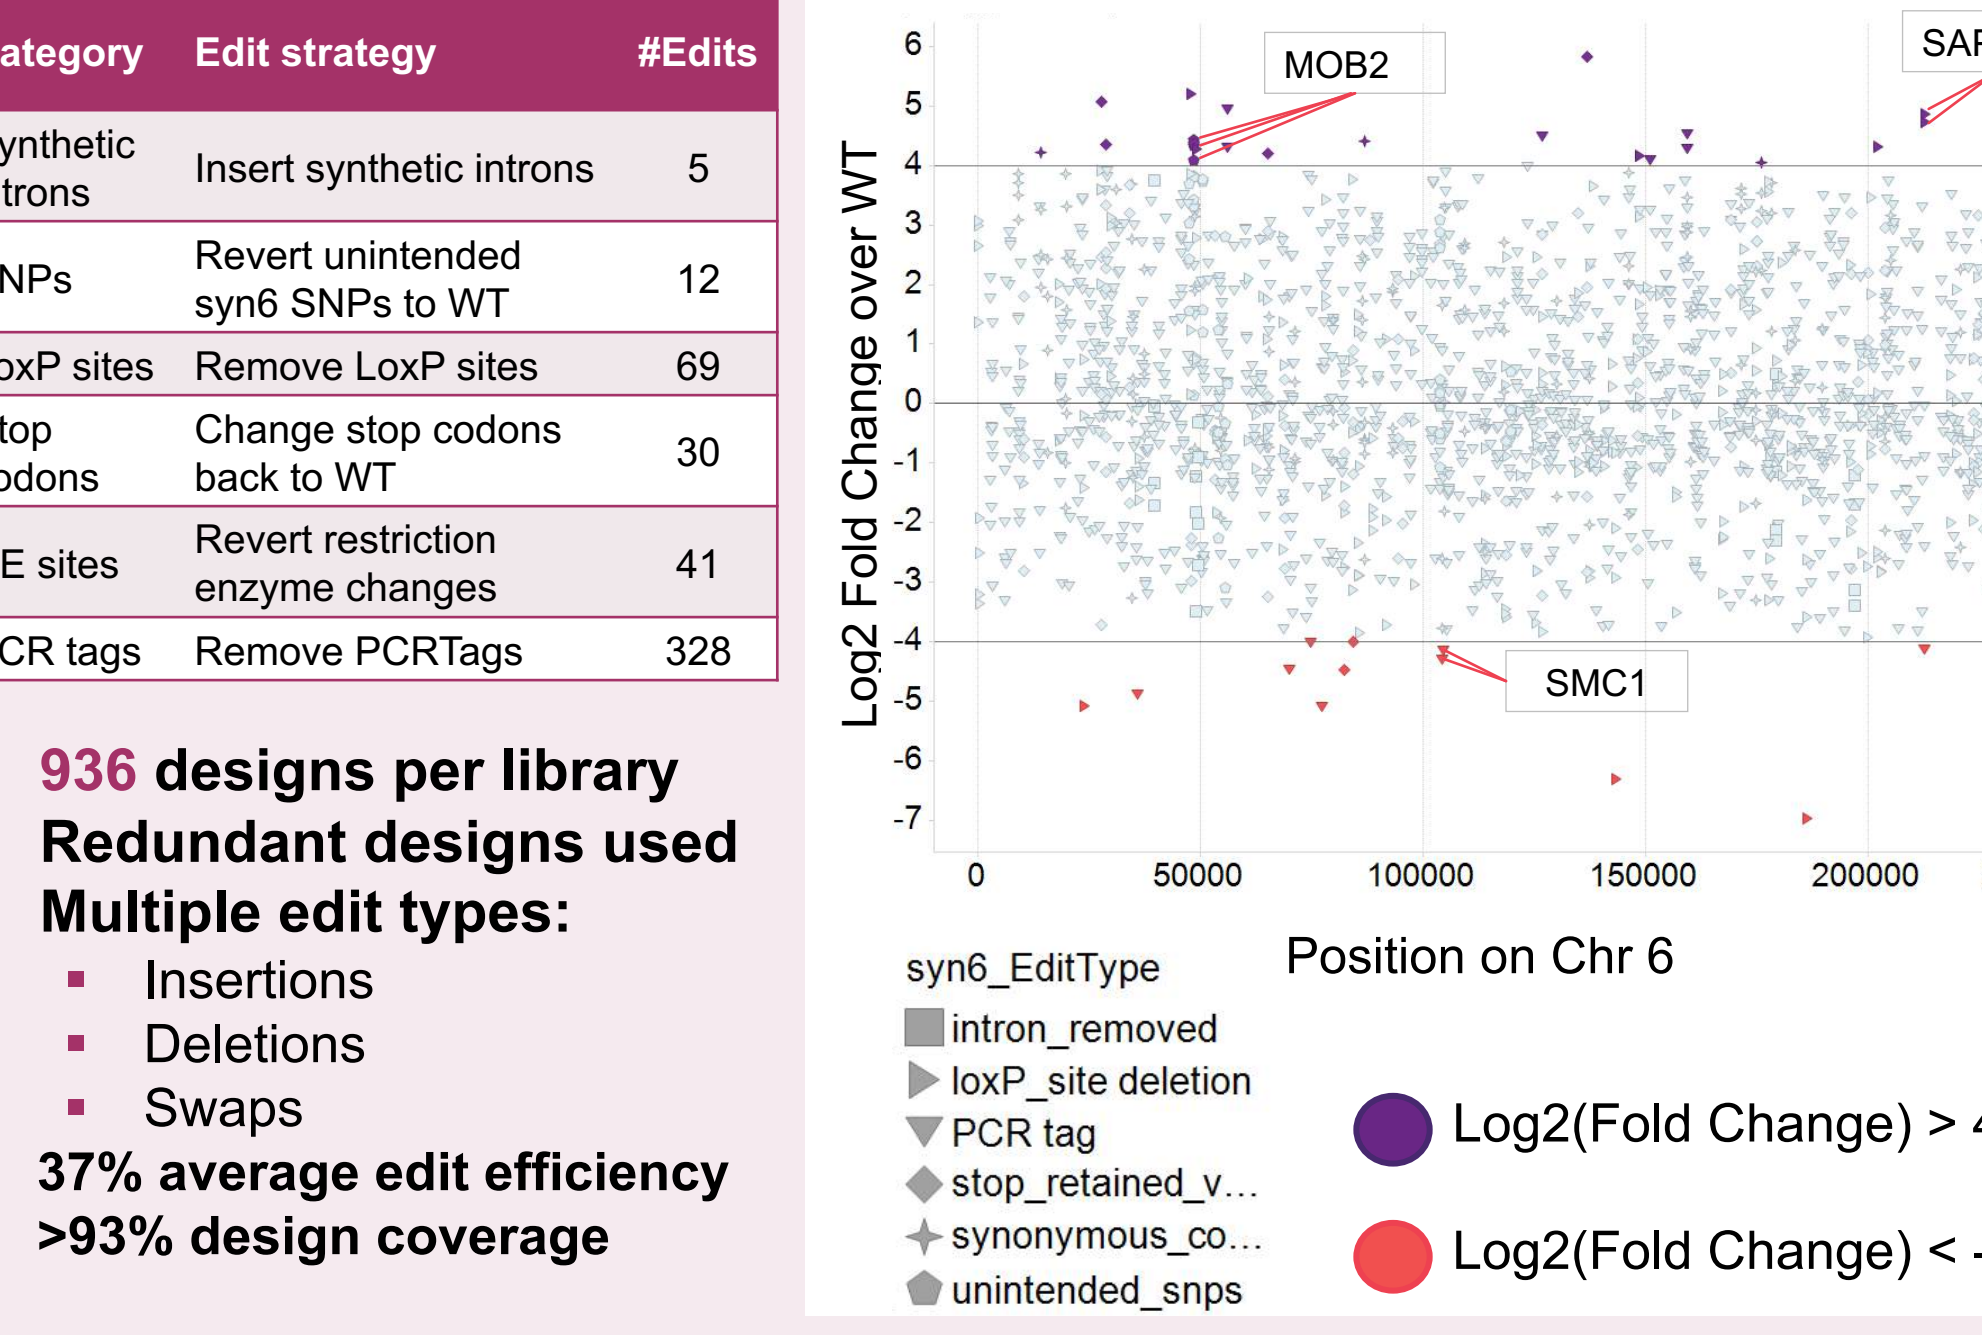 ategory Edit strategy #Edits
ynthetic
trons
Insert synthetic introns 5
NPs
Revert unintended
syn6 SNPs to WT
12
oxP sites Remove LoxP sites 69
top
odons
Change stop codons
back to WT
30
E sites
Revert restriction
enzyme changes
41
CR tags Remove PCRTags 328
936 designs per library
Redundant designs used
Multiple edit types:
▪ Insertions
▪ Deletions
▪ Swaps
37% average edit efficiency
>93% design coverage
Log2 Fold Change over WT
6
5
4
3
2
1
0
-1
-2
-3
-4
-5
-6
-7
MOB2
SAF
SMC1
0 50000 100000 150000 200000
Position on Chr 6
syn6_EditType
intron_removed
loxP_site deletion
PCR tag
stop_retained_v...
synonymous_co...
unintended_snps
Log2(Fold Change) > 4
Log2(Fold Change) < -